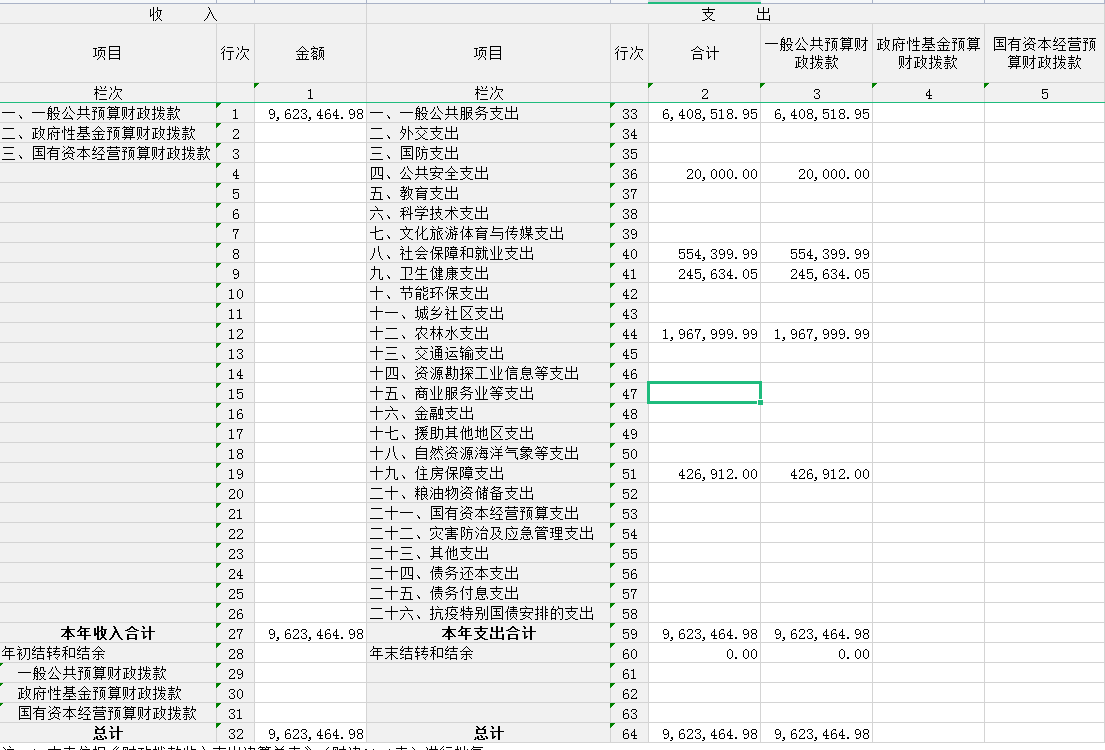 收 入 支 出
项目 行次 金额 项目 行次 合计 一般公共预算财政拨款 政府性基金预算财政拨款 国有资本经营预算财政拨款
栏次 1 栏次 2 3 4 5
一、一般公共预算财政拨款 1 9,623,464.98 一、一般公共服务支出 33 6,408,518.95 6,408,518.95
二、政府性基金预算财政拨款 2 二、外交支出 34
三、国有资本经营预算财政拨款 3 三、国防支出 35
4 四、公共安全支出 36 20,000.00 20,000.00
5 五、教育支出 37
6 六、科学技术支出 38
7 七、文化旅游体育与传媒支出 39
8 八、社会保障和就业支出 40 554,399.99 554,399.99
9 九、卫生健康支出 41 245,634.05 245,634.05
10 十、节能环保支出 42
11 十一、城乡社区支出 43
12 十二、农林水支出 44 1,967,999.99 1,967,999.99
13 十三、交通运输支出 45
14 十四、资源勘探工业信息等支出 46
15 十五、商业服务业等支出 47
16 十六、金融支出 48
17 十七、援助其他地区支出 49
18 十八、自然资源海洋气象等支出 50
19 十九、住房保障支出 51 426,912.00 426,912.00
20 二十、粮油物资储备支出 52
21 二十一、国有资本经营预算支出 53
22 二十二、灾害防治及应急管理支出 54
23 二十三、其他支出 55
24 二十四、债务还本支出 56
25 二十五、债务付息支出 57
26 二十六、抗疫特别国债安排的支出 58
本年收入合计 27 9,623,464.98 本年支出合计 59 9,623,464.98 9,623,464.98
年初结转和结余 28 年末结转和结余 60 0.00 0.00
一般公共预算财政拨款 29 61
政府性基金预算财政拨款 30 62
国有资本经营预算财政拨款 31 63
总计 32 9,623,464.98 总计 64 9,623,464.98 9,623,464.98